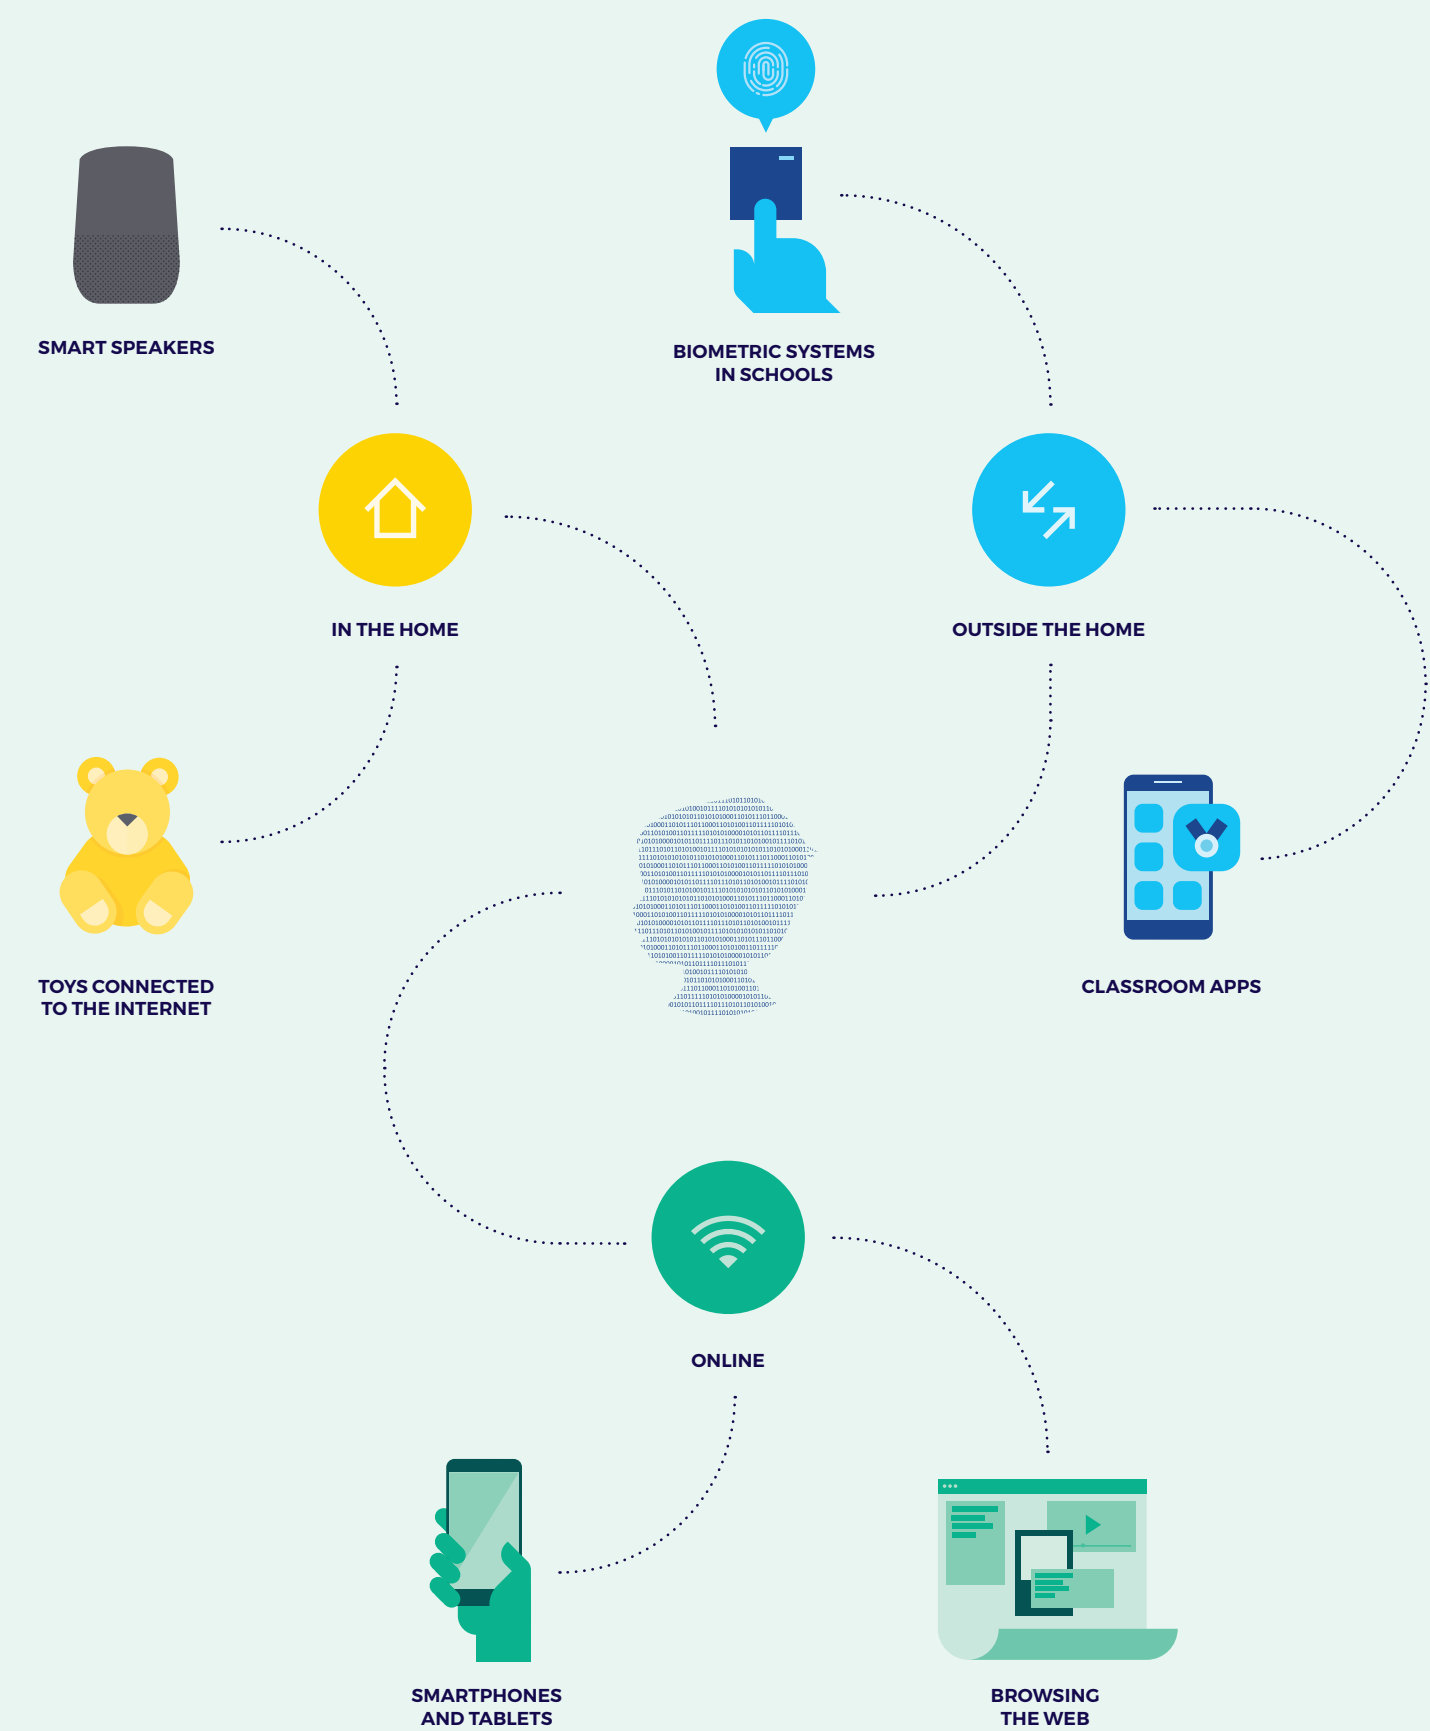 SMART SPEAKERS
BIOMETRIC SYSTEMS
IN SCHOOLS
IN THE HOME
OUTSIDE THE HOME
TOYS CONNECTED
TO THE INTERNET
CLASSROOM APPS
ONLINE
SMARTPHONES
AND TABLETS
BROWSING
THE WEB